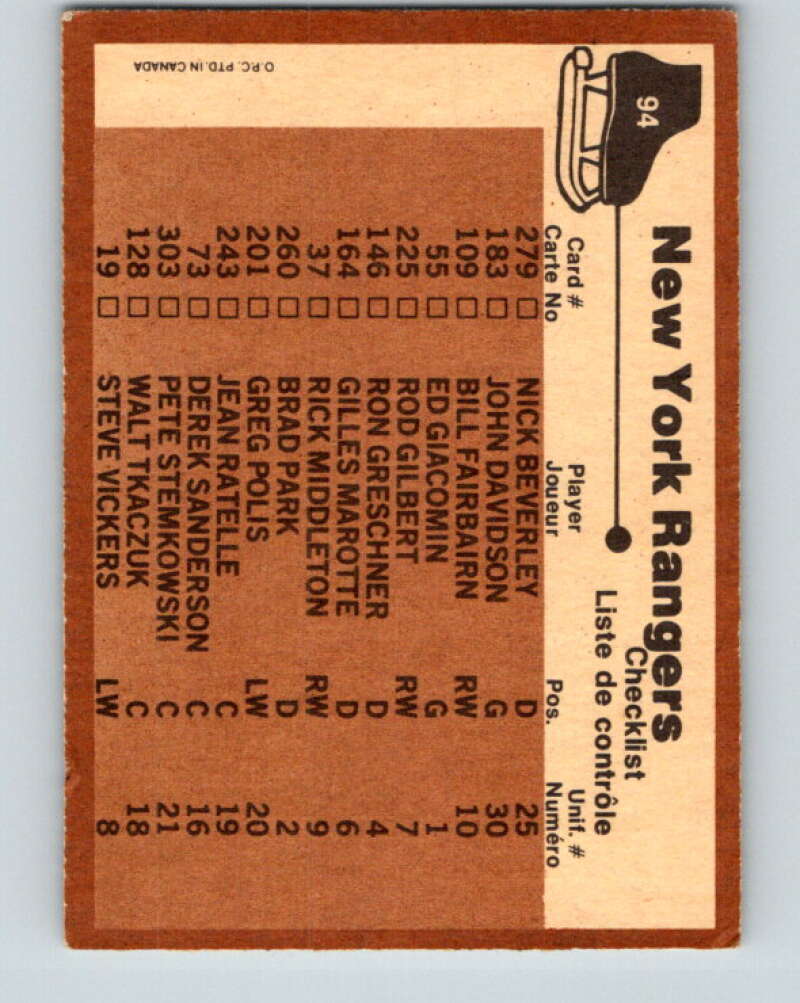 94
New York Rangers
Checklist
Liste de contrôle
Card # Player Pos. Unif. #
Carte No Joueur Numéro
279 □ NICK BEVERLEY D 25
183 □ JOHN DAVIDSON G 30
109 □ BILL FAIRBAIRN RW 10
55 □ ED GIACOMIN G 1
225 □ ROD GILBERT RW 7
146 □ RON GRESCHNER D 4
164 □ GILLES MAROTTE D 6
37 □ RICK MIDDLETON RW 9
260 □ BRAD PARK D 2
201 □ GREG POLIS LW 20
243 □ JEAN RATELLE C 19
73 □ DEREK SANDERSON C 16
303 □ PETE STEMKOWSKI C 21
128 □ WALT TKACZUK C 18
19 □ STEVE VICKERS LW 8
O.P.C. PTD. IN CANADA